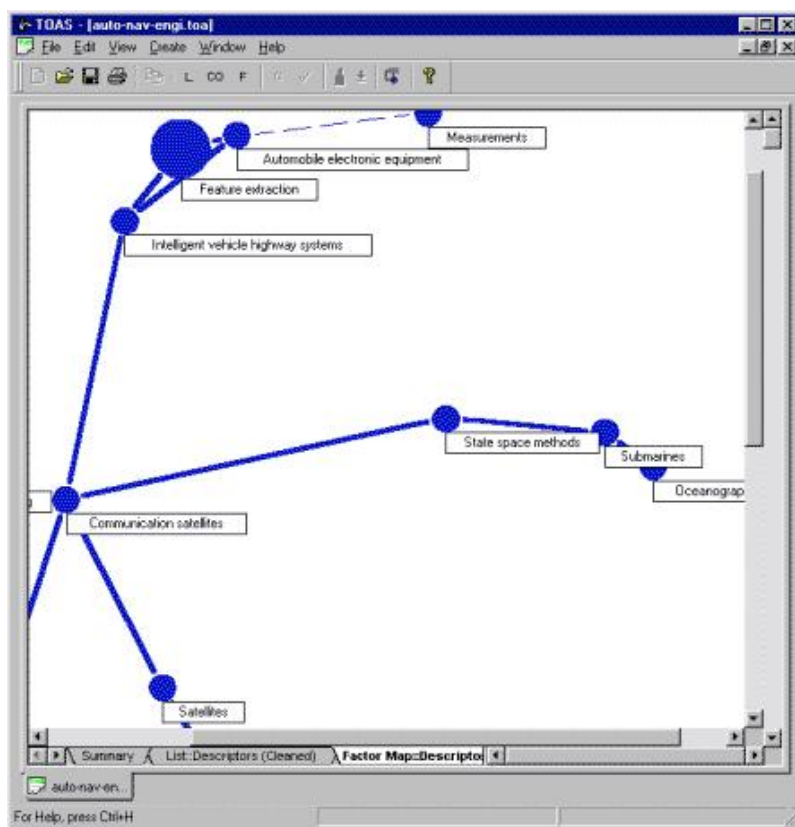 TOAS - [auto-nav-engi.toa]
File Edit View Create Window Help
L CO F
Measurements
Automobile electronic equipment
Feature extraction
Intelligent vehicle highway systems
State space methods
Submarines
Oceanograp
g
Communication satellites
Satellites
Summary List::Descriptors (Cleaned) Factor Map::Descripto
auto-nav-en...
For Help, press Ctrl+H